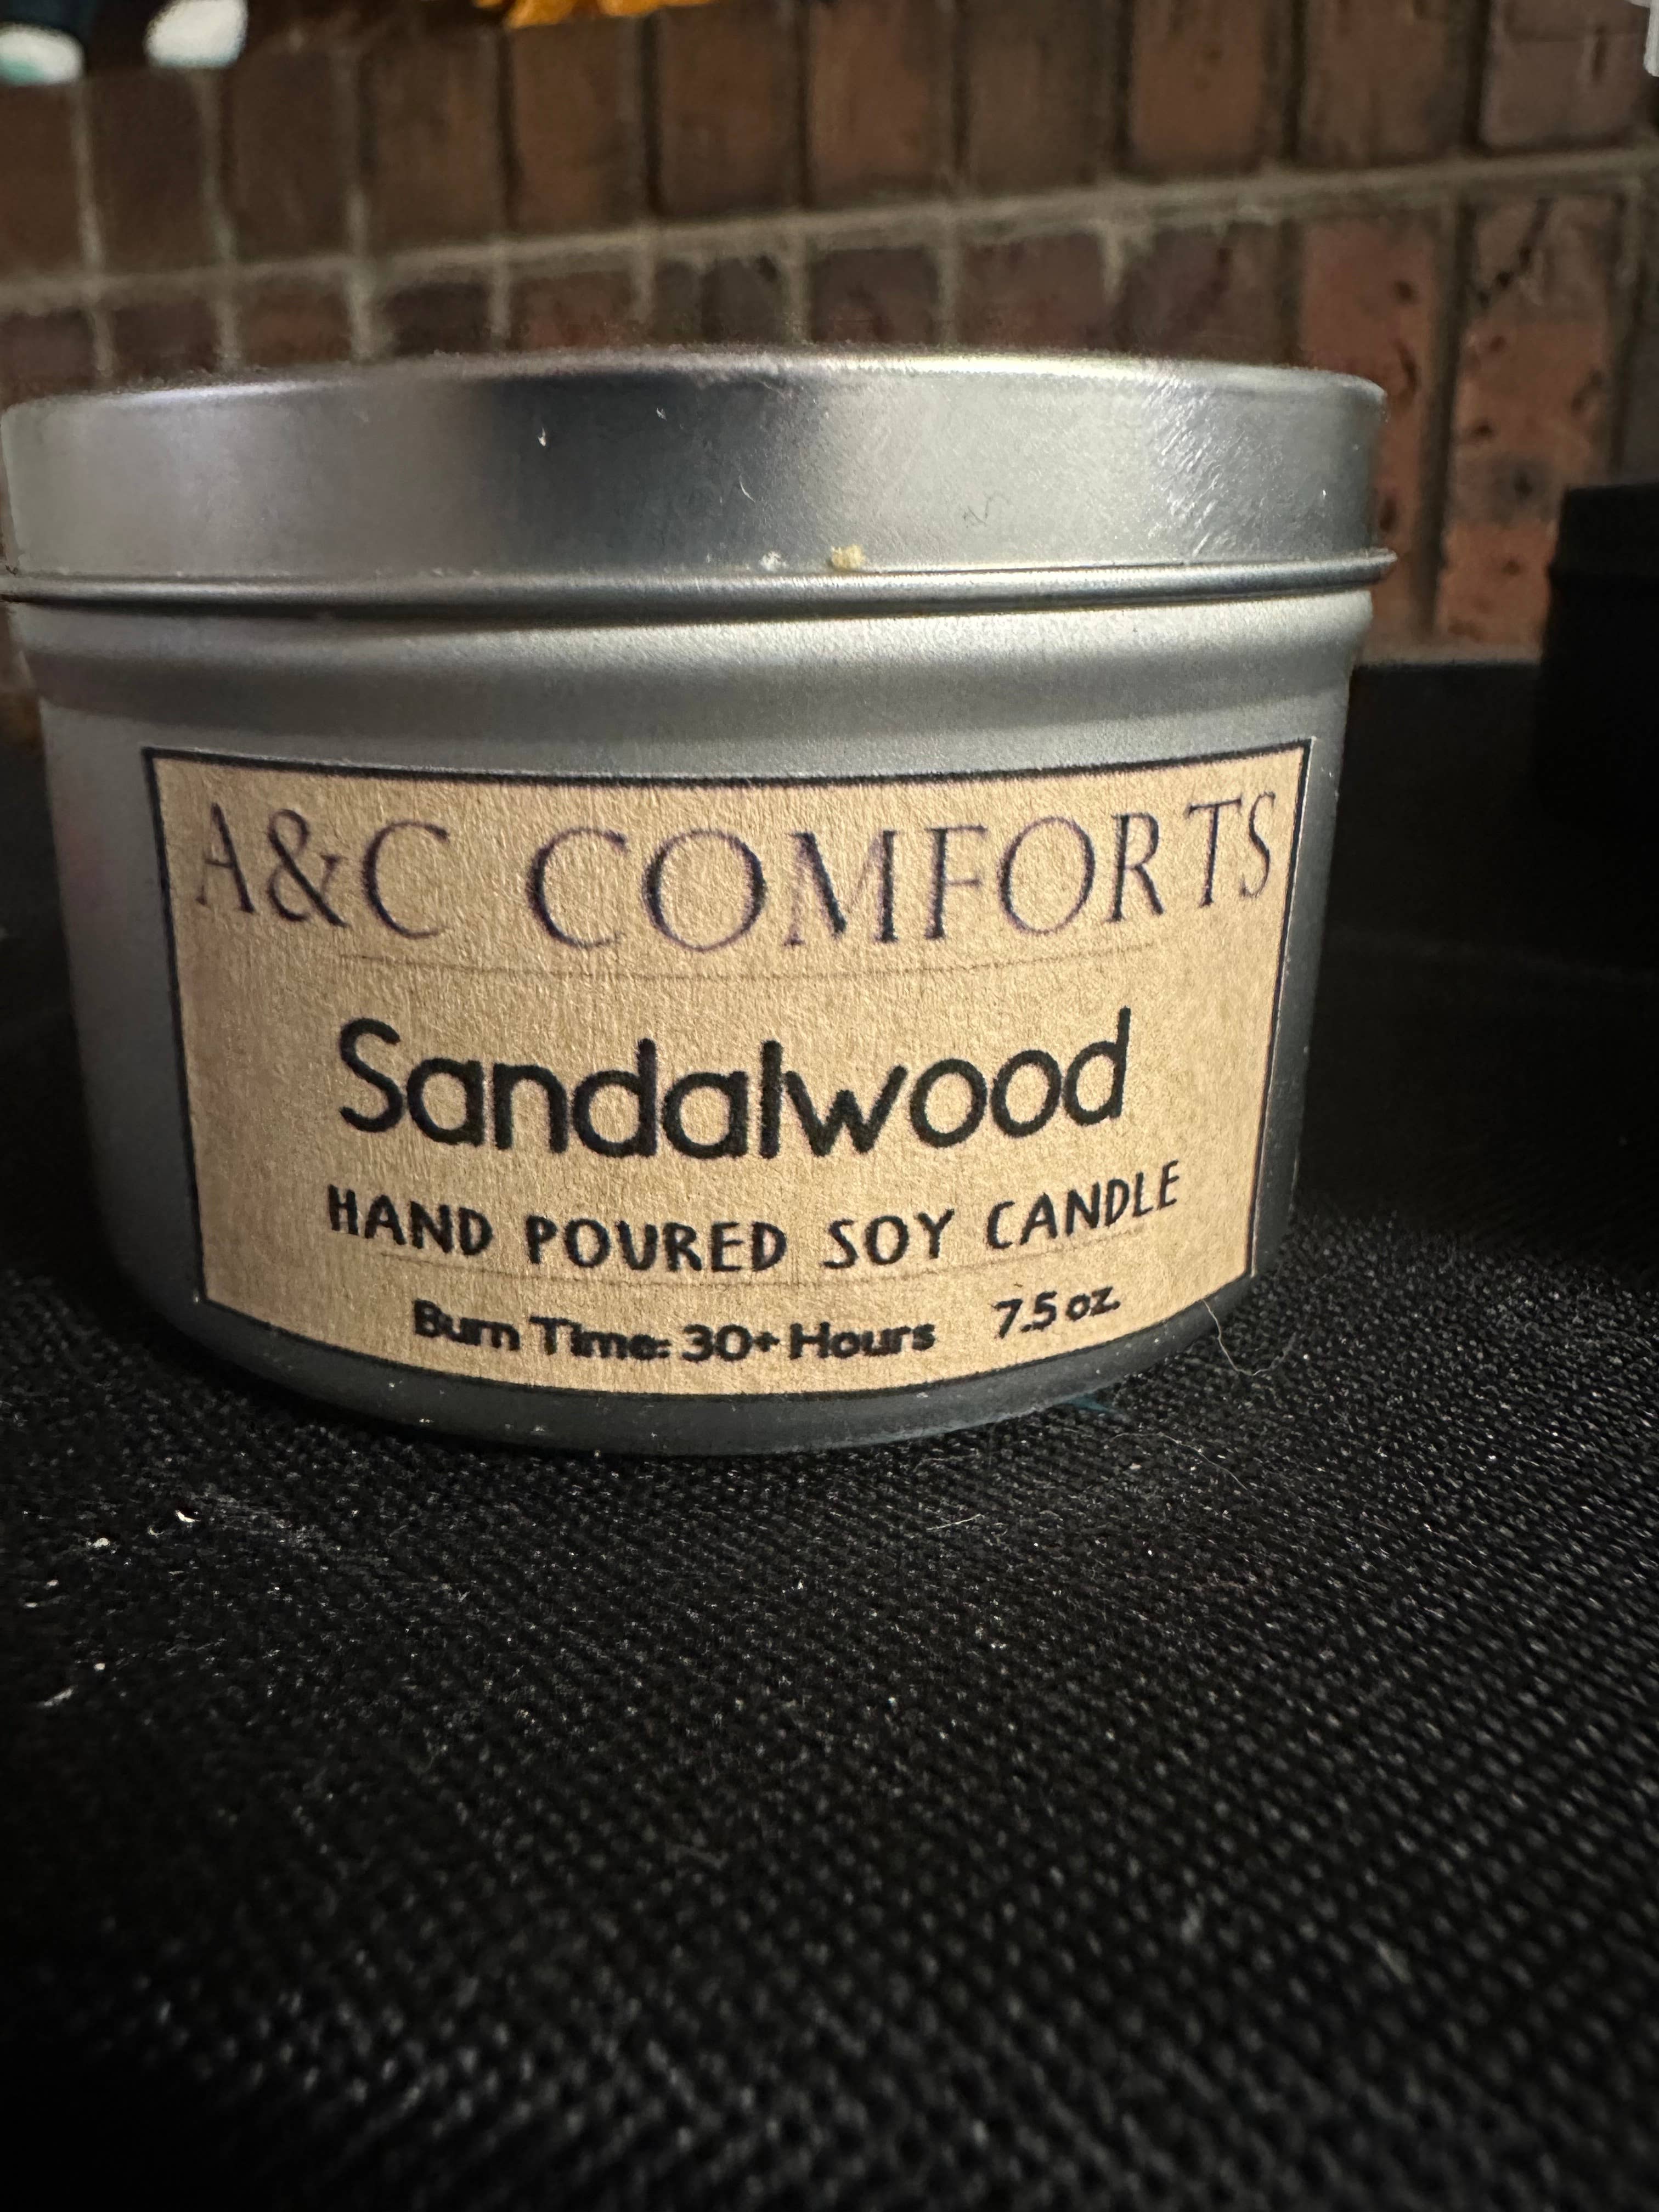 A&C COMFORTS
Sandalwood
HAND POURED SOY CANDLE
Burn Time: 30+ Hours 7.5 oz.